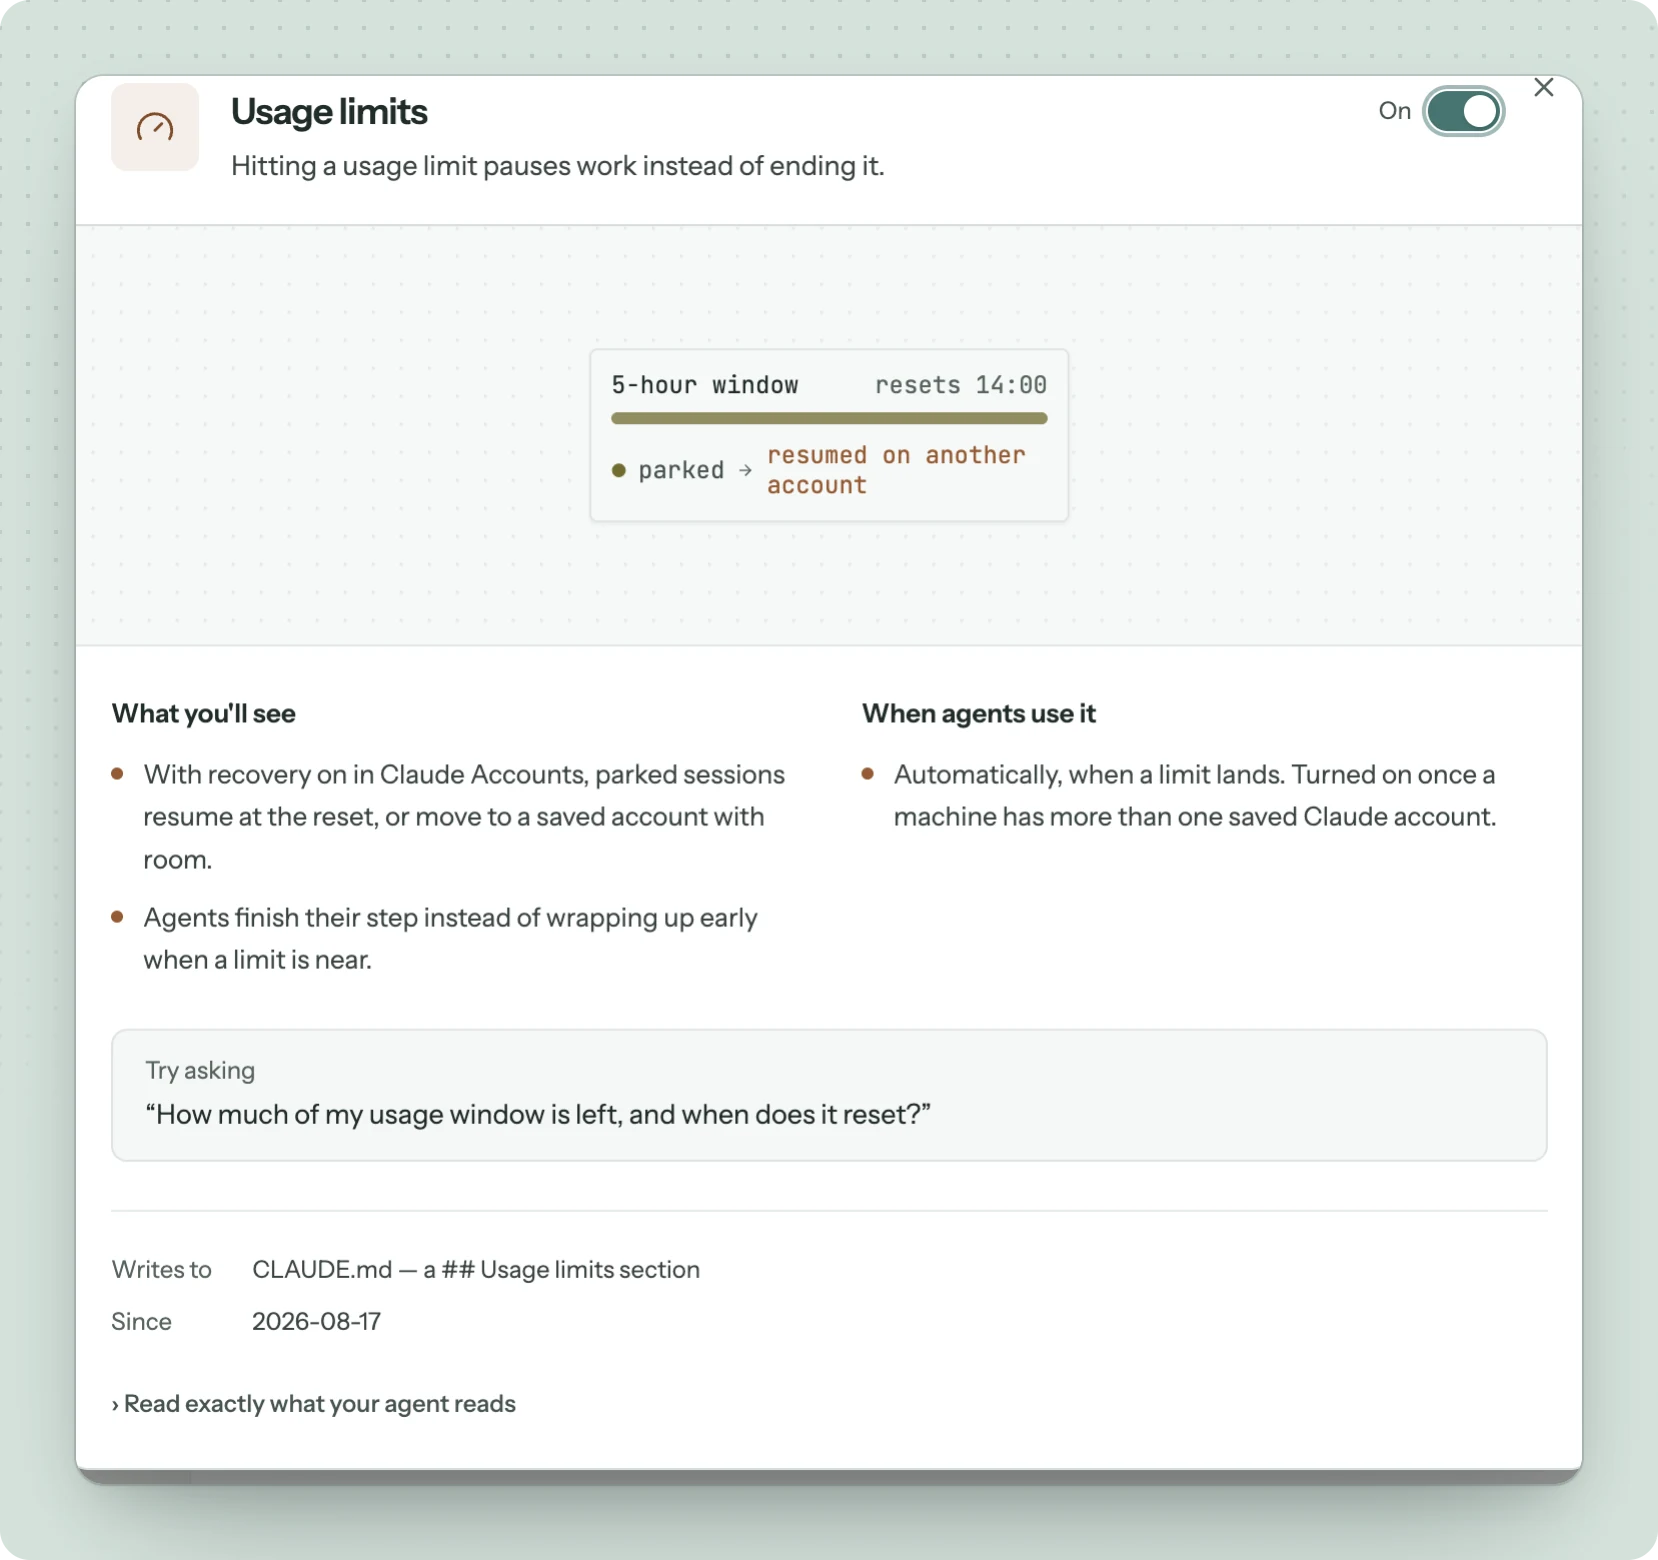 Usage limits
On
Hitting a usage limit pauses work instead of ending it.
5-hour window resets 14:00
parked → resumed on another
account
What you'll see
With recovery on in Claude Accounts, parked sessions
resume at the reset, or move to a saved account with
room.
Agents finish their step instead of wrapping up early
when a limit is near.
When agents use it
Automatically, when a limit lands. Turned on once a
machine has more than one saved Claude account.
Try asking
“How much of my usage window is left, and when does it reset?”
Writes to CLAUDE.md — a ## Usage limits section
Since 2026-08-17
› Read exactly what your agent reads